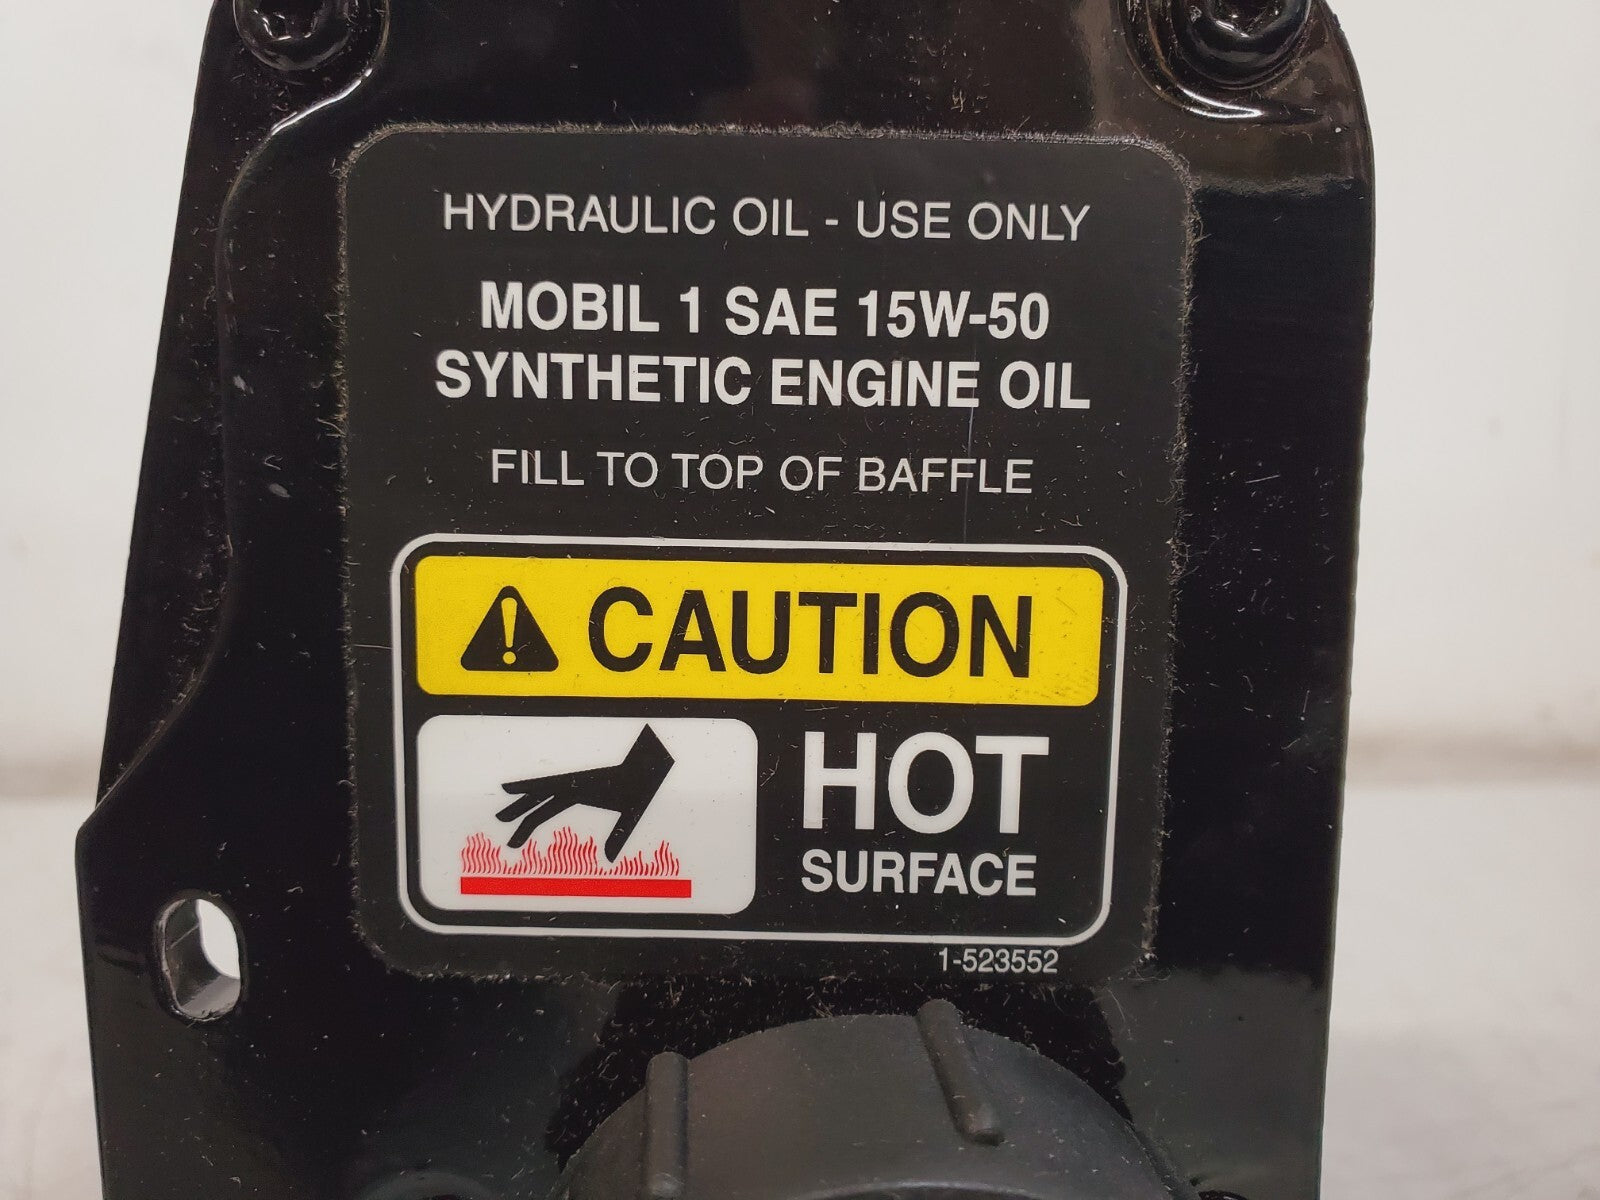 HYDRAULIC OIL - USE ONLY
MOBIL 1 SAE 15W-50
SYNTHETIC ENGINE OIL
FILL TO TOP OF BAFFLE
CAUTION
HOT
SURFACE
1-523552